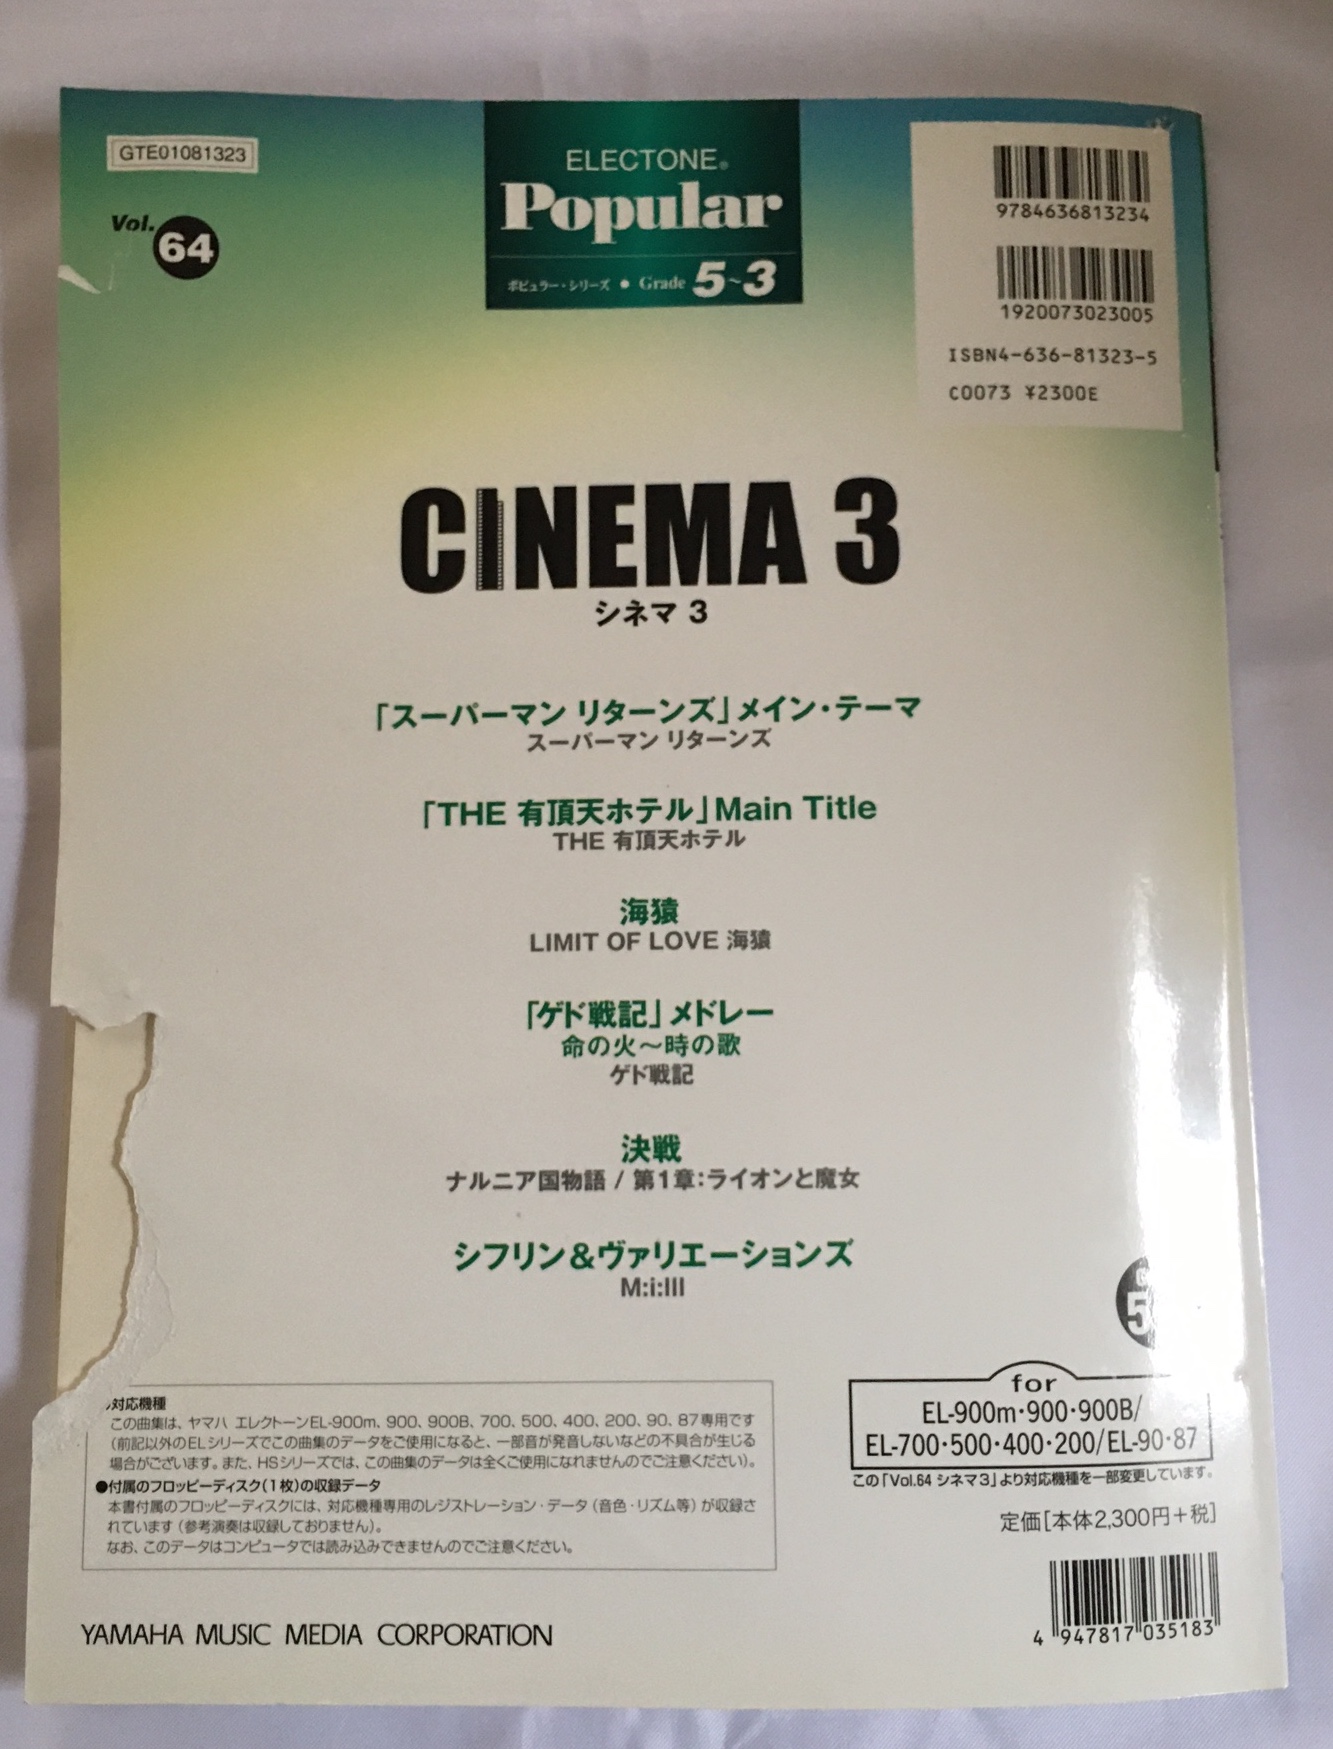 GTE01081323
Vol. 64
ELECTONE®
Popular
ポピュラー・シリーズ ● Grade 5~3
9784636813234
1920073023005
ISBN4-636-81323-5
C0073 ¥2300E
CINEMA 3
シネマ 3
「スーパーマン リターンズ」メイン・テーマ
スーパーマン リターンズ
「THE 有頂天ホテル」Main Title
THE 有頂天ホテル
海猿
LIMIT OF LOVE 海猿
「ゲド戦記」メドレー
命の火～時の歌
ゲド戦記
決戦
ナルニア国物語 / 第1章:ライオンと魔女
シフリン&ヴァリエーションズ
M:i:III
5
対応機種
この曲集は、ヤマハ エレクトーンEL-900m、900、900B、700、500、400、200、90、87専用です
(前記以外のELシリーズでこの曲集のデータをご使用になると、一部音が発音しないなどの不具合が生じる
場合がございます。また、HSシリーズでは、この曲集のデータは全くご使用になれませんのでご注意ください)。
●付属のフロッピーディスク(1枚)の収録データ
本書付属のフロッピーディスクには、対応機種専用のレジストレーション・データ(音色・リズム等)が収録さ
れています(参考演奏は収録しておりません)。
なお、このデータはコンピュータでは読み込みできませんのでご注意ください。
for
EL-900m・900・900B/
EL-700・500・400・200/EL-90・87
この「Vol.64 シネマ3」より対応機種を一部変更しています。
定価[本体2,300円+税]
YAMAHA MUSIC MEDIA CORPORATION
4 947817 035183